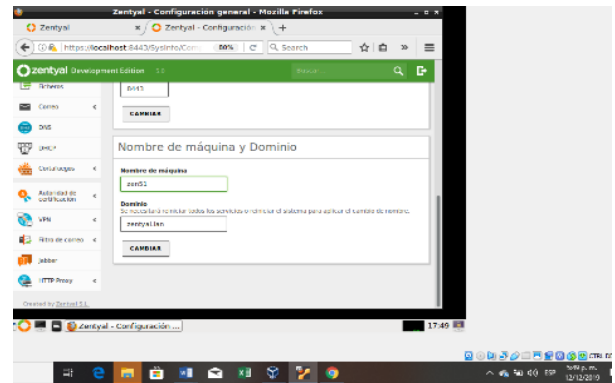 Zentyal - Configuración general - Mozilla Firefox
Zentyal
Zentyal - Configuración
https://localhost:8443/SysInfo/Com
80%
Search
zentyal Development Edition
Buscar...
Ficheros
Correo
DNS
DHCP
Cortafuegos
Autoridad de
certificación
VPN
Filtro de correo
Jabber
HTTP Proxy
Created by Zentyal S.L.
8443
CAMBIAR
Nombre de máquina y Dominio
Nombre de máquina
Dominio
Se necesitará reiniciar todos los servicios o reiniciar el sistema para aplicar el cambio de nombre.
zentyal.lan
CAMBIAR
Zentyal - Configuración ...]
17:49
ESP
5:49 p. m.
12/12/2019